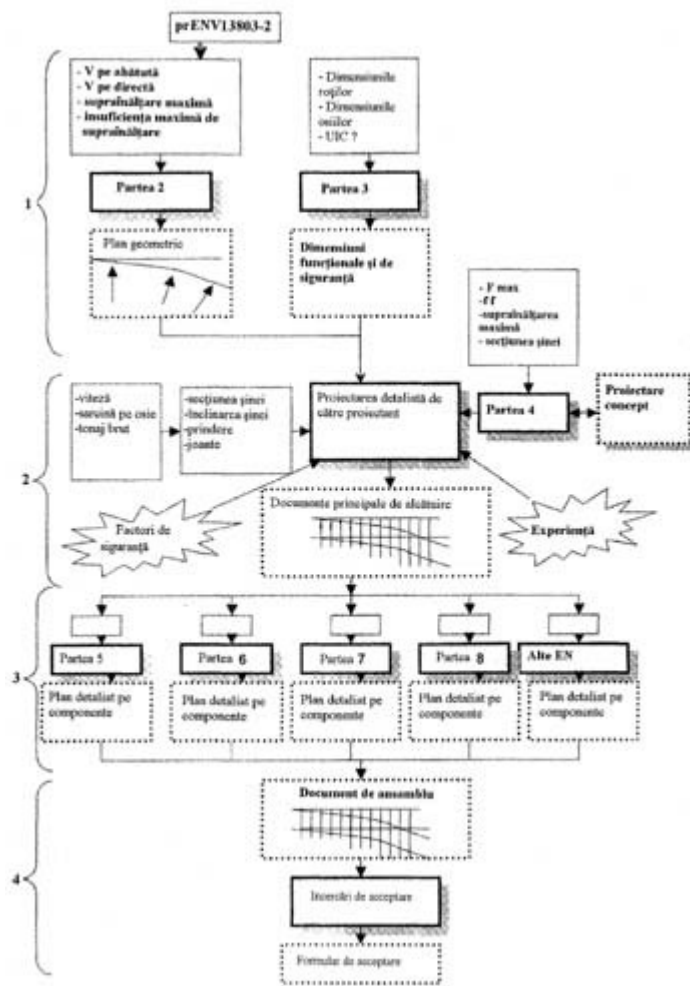 prENV13803-2
- V pe abătută
- V pe directă
- supraînălțare maximă
- insuficiența maximă de
supraînălțare
- Dimensiunile
roților
- Dimensiunile
osiilor
- UIC ?
1
Partea 2
Partea 3
Plan geometric
Dimensiuni
funcționale și de
siguranță
- F max
-ff
-supraînălțarea
maximă
- secțiunea șinei
2
-viteză
-sarcină pe osie
-tonaj brut
-secțiunea șinei
-înclinarea șinei
-prindere
-joante
Proiectarea detalistă de
către proiectant
Partea 4
Proiectare
concept
Factori de
siguranță
Documente principale de alcătuire
Experiență
3
Partea 5
Partea 6
Partea 7
Partea 8
Alte EN
Plan detaliat pe
componente
Plan detaliat pe
componente
Plan detaliat pe
componente
Plan detaliat pe
componente
Plan detaliat pe
componente
4
Document de ansamblu
Incercări de acceptare
Formular de acceptare